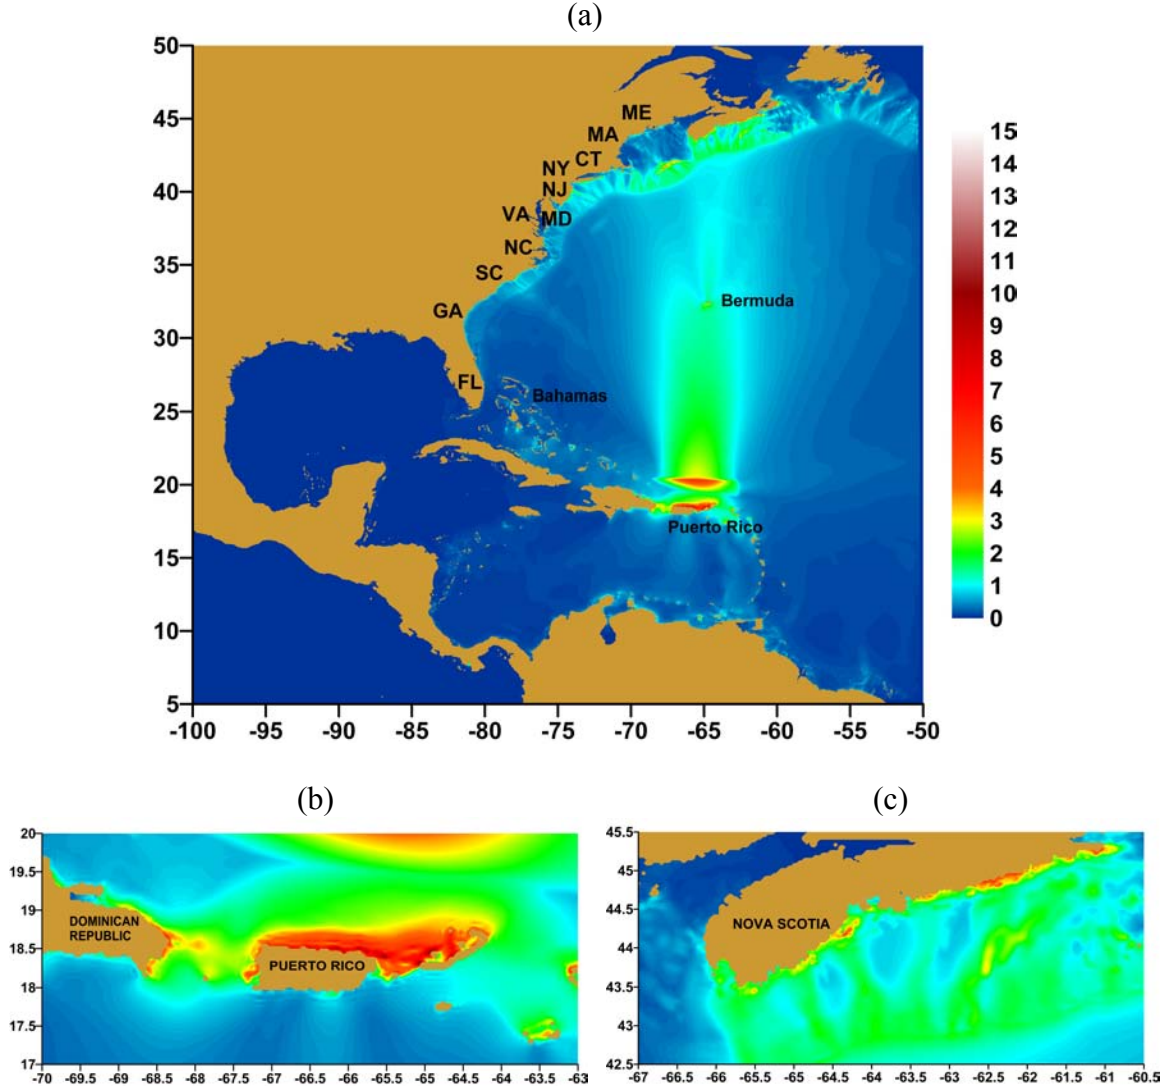 (a)
50
45
40
35
30
25
20
15
10
5
ME
MA
CT
NY
NJ
VA
MD
NC
SC
GA
FL
Bermuda
Bahamas
Puerto Rico
-100 -95 -90 -85 -80 -75 -70 -65 -60 -55 -50
15
14
13
12
11
10
9
8
7
6
5
4
3
2
1
0
(b)
20
19.5
19
18.5
18
17.5
17
DOMINICAN
REPUBLIC
PUERTO RICO
-70 -69.5 -69 -68.5 -68 -67.5 -67 -66.5 -66 -65.5 -65 -64.5 -64 -63.5 -63
(c)
45.5
45
44.5
44
43.5
43
42.5
NOVA SCOTIA
-67 -66.5 -66 -65.5 -65 -64.5 -64 -63.5 -63 -62.5 -62 -61.5 -61 -60.5